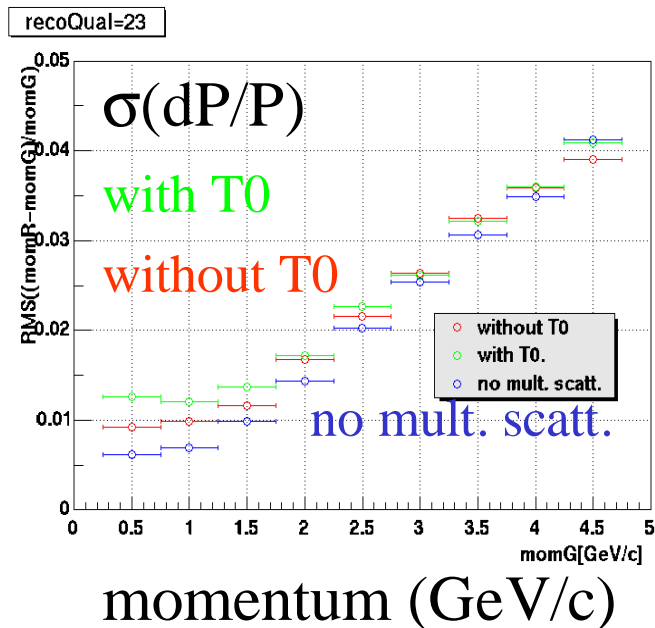 recoQual=23
RMS((momR-momG)/momG)
0.05
0.04
0.03
0.02
0.01
0
σ(dP/P)
with T0
without T0
without T0
with T0.
no mult. scatt.
no mult. scatt.
0 0.5 1 1.5 2 2.5 3 3.5 4 4.5 5
momG[GeV/c]
momentum (GeV/c)